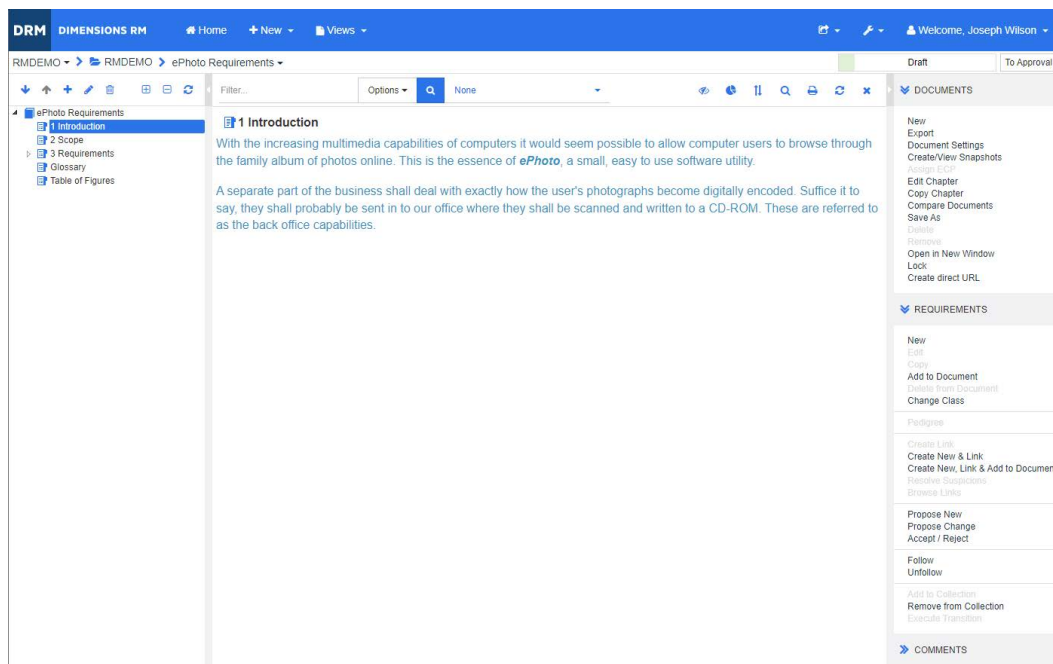 DRM DIMENSIONS RM Home New Views Welcome, Joseph Wilson
RMDEMO RMDEMO ePhoto Requirements Draft To Approval
Filter... Options None
ePhoto Requirements
1 Introduction
2 Scope
3 Requirements
Glossary
Table of Figures
1 Introduction
With the increasing multimedia capabilities of computers it would seem possible to allow computer users to browse through
the family album of photos online. This is the essence of ePhoto, a small, easy to use software utility.
A separate part of the business shall deal with exactly how the user's photographs become digitally encoded. Suffice it to
say, they shall probably be sent in to our office where they shall be scanned and written to a CD-ROM. These are referred to
as the back office capabilities.
DOCUMENTS
New
Export
Document Settings
Create/View Snapshots
Assign ECP
Edit Chapter
Copy Chapter
Compare Documents
Save As
Delete
Remove
Open in New Window
Lock
Create direct URL
REQUIREMENTS
New
Edit
Copy
Add to Document
Delete from Document
Change Class
Pedigree
Create Link
Create New & Link
Create New, Link & Add to Documen
Resolve Suspicions
Browse Links
Propose New
Propose Change
Accept / Reject
Follow
Unfollow
Add to Collection
Remove from Collection
Execute Transition
COMMENTS